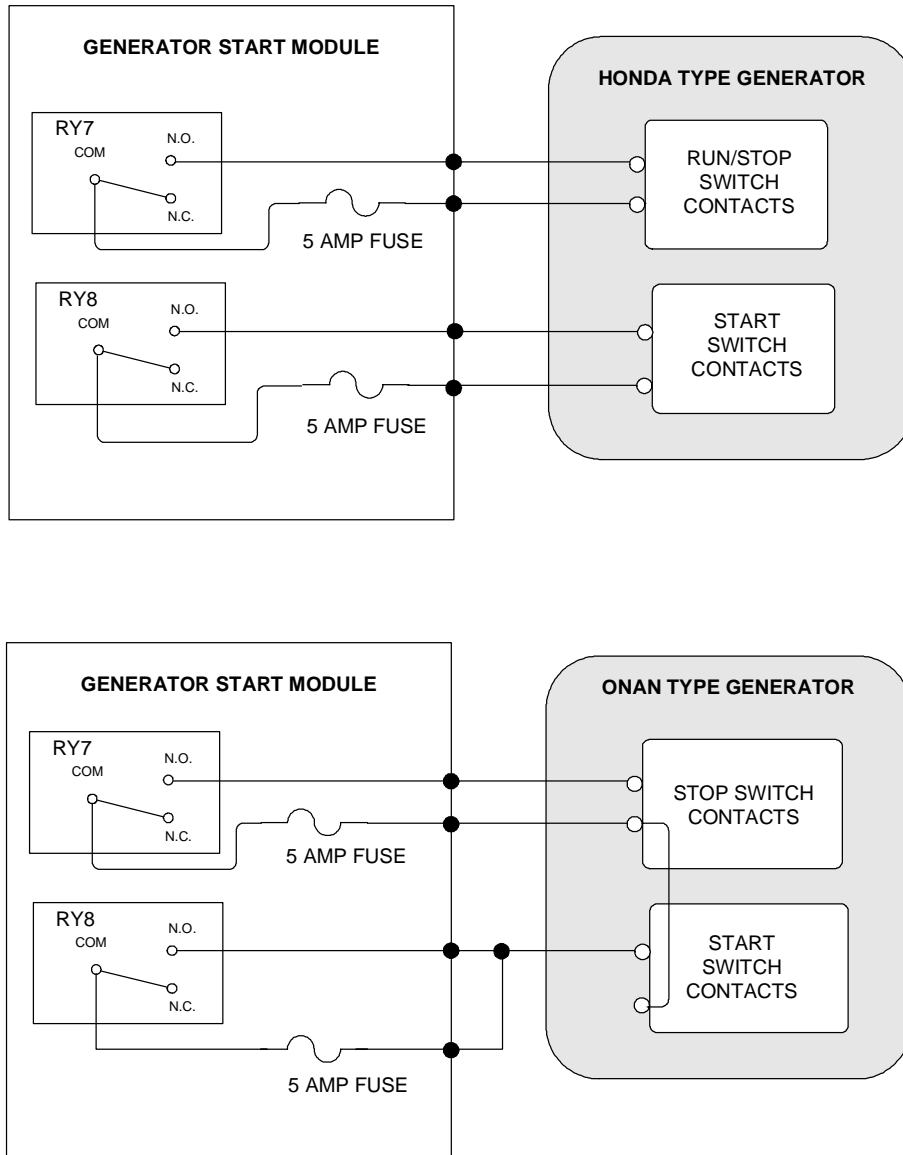 GENERATOR START MODULE
HONDA TYPE GENERATOR
RY7
COM
N.O.
N.C.
5 AMP FUSE
RUN/STOP
SWITCH
CONTACTS
RY8
COM
N.O.
N.C.
5 AMP FUSE
START
SWITCH
CONTACTS
GENERATOR START MODULE
ONAN TYPE GENERATOR
RY7
COM
N.O.
N.C.
5 AMP FUSE
STOP SWITCH
CONTACTS
RY8
COM
N.O.
N.C.
5 AMP FUSE
START
SWITCH
CONTACTS